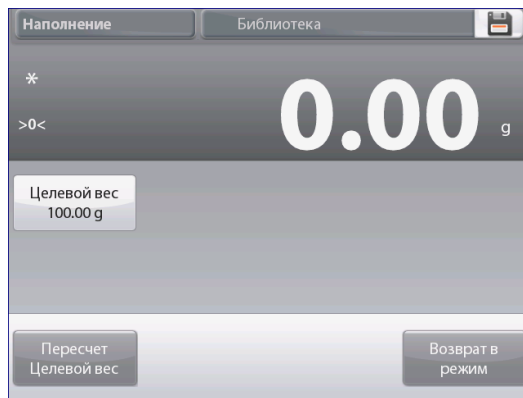 Наполнение
Библиотека
*
0.00
>0<
g
Целевой вес
100.00 g
Пересчет
Целевой вес
Возврат в
режим